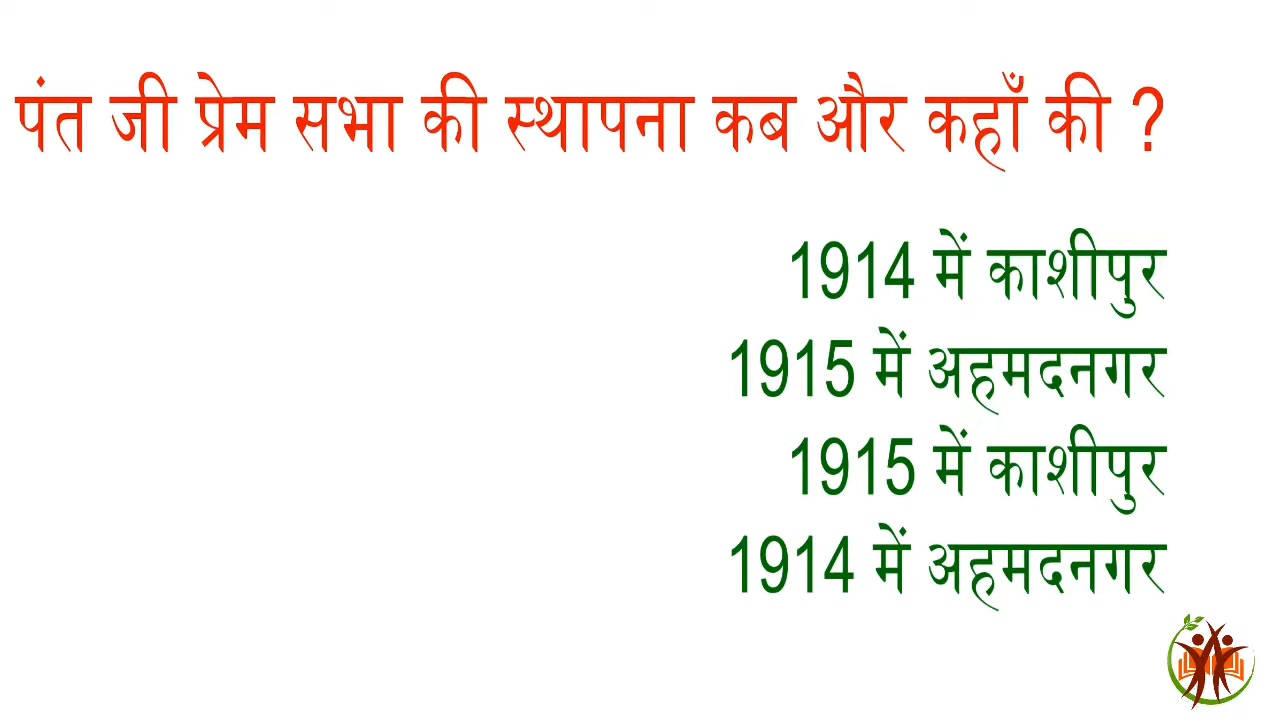 पंत जी प्रेम सभा की स्थापना कब और कहाँ की ?
1914 में काशीपुर
1915 में अहमदनगर
1915 में काशीपुर
1914 में अहमदनगर